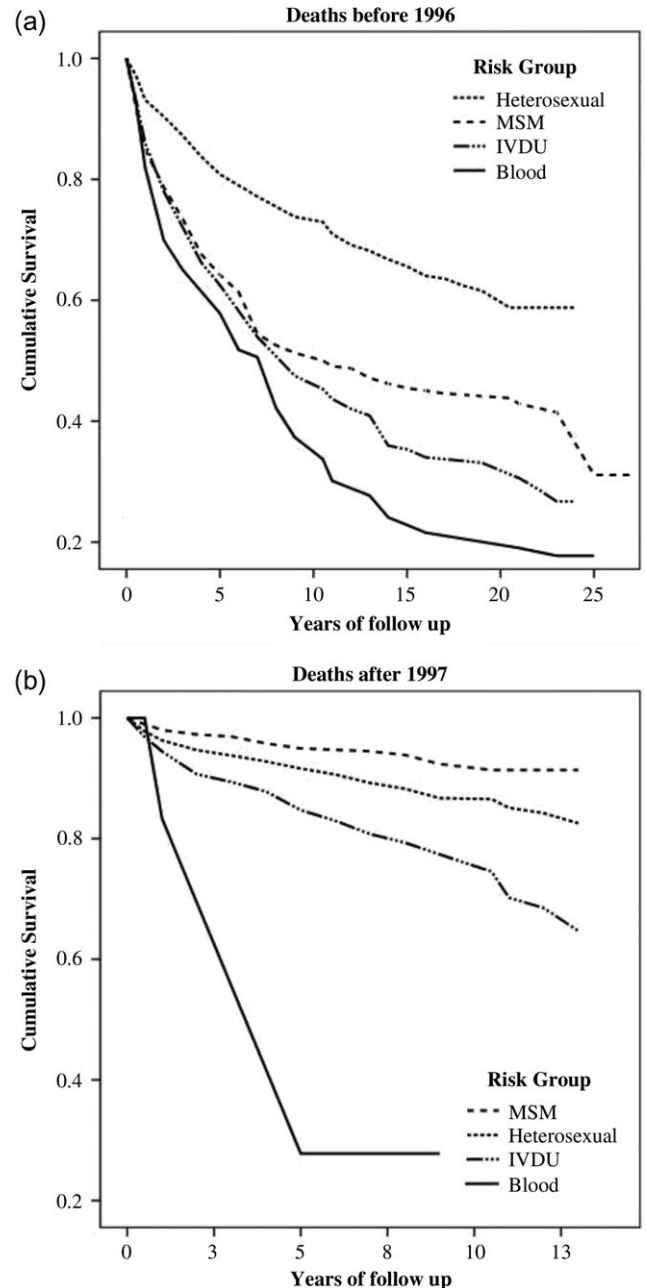 (a)
Deaths before 1996
Risk Group
Heterosexual
MSM
IVDU
Blood
Cumulative Survival
1.0
0.8
0.6
0.4
0.2
0 5 10 15 20 25
Years of follow up
(b)
Deaths after 1997
Cumulative Survival
1.0
0.8
0.6
0.4
0.2
Risk Group
MSM
Heterosexual
IVDU
Blood
0 3 5 8 10 13
Years of follow up